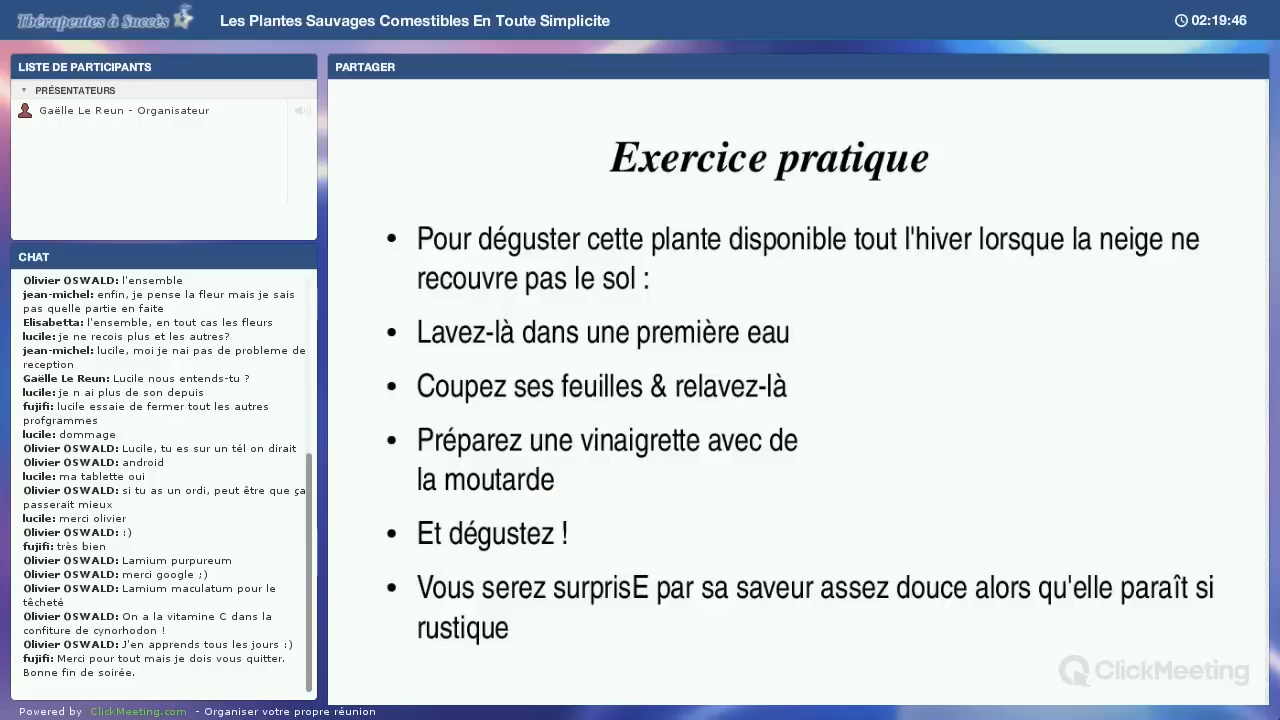 Thérapeutes à Succès
Les Plantes Sauvages Comestibles En Toute Simplicite
02:19:46
LISTE DE PARTICIPANTS
PRÉSENTATEURS
Gaëlle Le Reun - Organisateur
CHAT
Olivier OSWALD: l'ensemble
jean-michel: enfin, je pense la fleur mais je sais
pas quelle partie en faite
Elisabetta: l'ensemble, en tout cas les fleurs
lucile: je ne recois plus et les autres?
jean-michel: lucile, moi je nai pas de probleme de
reception
Gaëlle Le Reun: Lucile nous entends-tu ?
lucile: je n ai plus de son depuis
fujifi: lucile essaie de fermer tout les autres
profgrammes
lucile: dommage
Olivier OSWALD: Lucile, tu es sur un tél on dirait
Olivier OSWALD: android
lucile: ma tablette oui
Olivier OSWALD: si tu as un ordi, peut être que ça
passerait mieux
lucile: merci olivier
Olivier OSWALD: :)
fujifi: très bien
Olivier OSWALD: Lamium purpureum
Olivier OSWALD: merci google ;)
Olivier OSWALD: Lamium maculatum pour le
têcheté
Olivier OSWALD: On a la vitamine C dans la
confiture de cynorhodon !
Olivier OSWALD: J'en apprends tous les jours :)
fujifi: Merci pour tout mais je dois vous quitter.
Bonne fin de soirée.
PARTAGER
Exercice pratique
• Pour déguster cette plante disponible tout l'hiver lorsque la neige ne
recouvre pas le sol :
• Lavez-là dans une première eau
• Coupez ses feuilles & relavez-là
• Préparez une vinaigrette avec de
la moutarde
• Et dégustez !
• Vous serez surprisE par sa saveur assez douce alors qu'elle paraît si
rustique
ClickMeeting
Powered by ClickMeeting.com - Organiser votre propre réunion